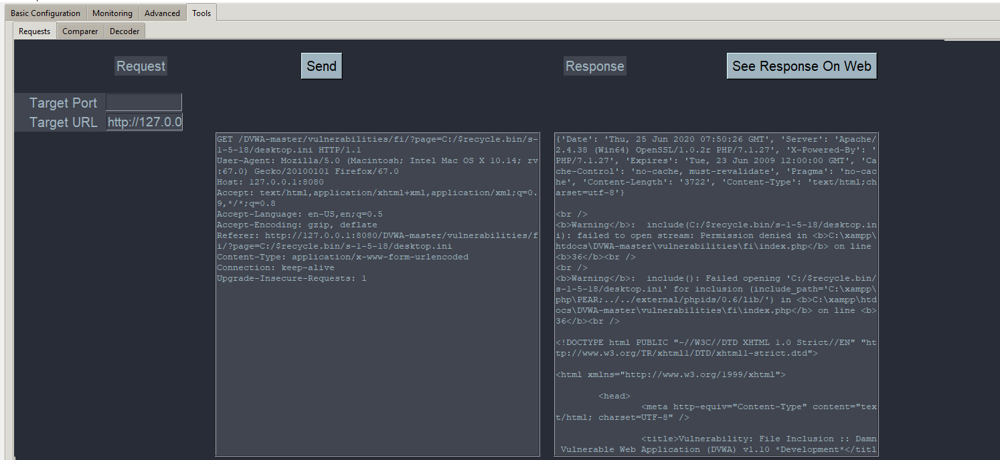 Basic Configuration Monitoring Advanced Tools
Requests Comparer Decoder
Request Send Response See Response On Web
Target Port
Target URL http://127.0.0
GET /DVWA-master/vulnerabilities/fi/?page=C:/$recycle.bin/s-
1-5-18/desktop.ini HTTP/1.1
User-Agent: Mozilla/5.0 (Macintosh; Intel Mac OS X 10.14; rv
:67.0) Gecko/20100101 Firefox/67.0
Host: 127.0.0.1:8080
Accept: text/html,application/xhtml+xml,application/xml;q=0.
9,*/*;q=0.8
Accept-Language: en-US,en;q=0.5
Accept-Encoding: gzip, deflate
Referer: http://127.0.0.1:8080/DVWA-master/vulnerabilities/f
i/?page=C:/$recycle.bin/s-1-5-18/desktop.ini
Content-Type: application/x-www-form-urlencoded
Connection: keep-alive
Upgrade-Insecure-Requests: 1
{'Date': 'Thu, 25 Jun 2020 07:50:26 GMT', 'Server': 'Apache/
2.4.38 (Win64) OpenSSL/1.0.2r PHP/7.1.27', 'X-Powered-By': '
PHP/7.1.27', 'Expires': 'Tue, 23 Jun 2009 12:00:00 GMT', 'Ca
che-Control': 'no-cache, must-revalidate', 'Pragma': 'no-cac
he', 'Content-Length': '3722', 'Content-Type': 'text/html;ch
arset=utf-8'}
<br />
<b>Warning</b>:  include(C:/$recycle.bin/s-1-5-18/desktop.in
i): failed to open stream: Permission denied in <b>C:\xampp\
htdocs\DVWA-master\vulnerabilities\fi\index.php</b> on line
<b>36</b><br />
<br />
<b>Warning</b>:  include(): Failed opening 'C:/$recycle.bin/
s-1-5-18/desktop.ini' for inclusion (include_path='C:\xampp\
php\PEAR;../../external/phpids/0.6/lib/') in <b>C:\xampp\htd
ocs\DVWA-master\vulnerabilities\fi\index.php</b> on line <b>
36</b><br />
<!DOCTYPE html PUBLIC "-//W3C//DTD XHTML 1.0 Strict//EN" "ht
tp://www.w3.org/TR/xhtml1/DTD/xhtml1-strict.dtd">
<html xmlns="http://www.w3.org/1999/xhtml">
<head>
<meta http-equiv="Content-Type" content="tex
t/html; charset=UTF-8" />
<title>Vulnerability: File Inclusion :: Damn
Vulnerable Web Application (DVWA) v1.10 *Development*</titl